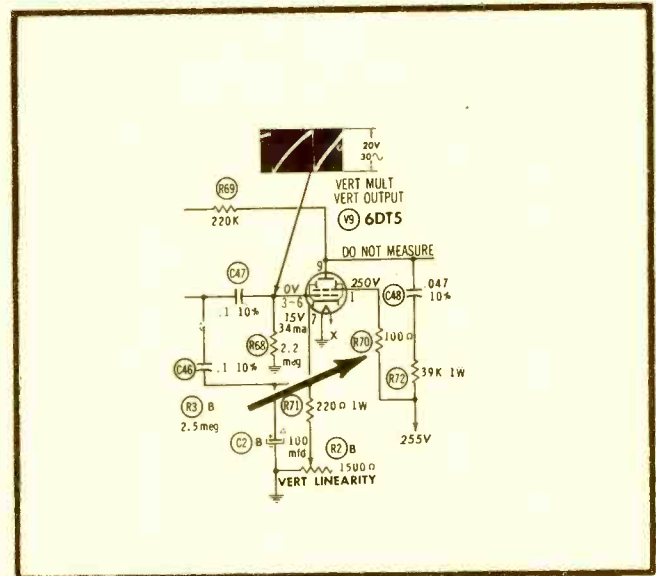 20V
30∿
VERT MULT
VERT OUTPUT
V9 6DT5
R69
220K
DO NOT MEASURE
9
C47
0V
250V
3-6
1
C48
.047
10%
.1 10%
15V
7
34ma
X
R68
2.2
meg
R70
100Ω
C46
.1 10%
R72
39K 1W
R3 B
2.5meg
R71
220Ω 1W
C2 B
100
mfd
R2 B
1500Ω
255V
VERT LINEARITY